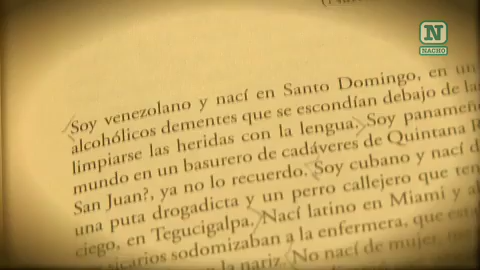 N
NACHO
Soy venezolano y nací en Santo Domingo, en un
alcohólicos dementes que se escondían debajo de la
limpiarse las heridas con la lengua. Soy panameño
mundo en un basurero de cadáveres de Quintana R
San Juan?, ya no lo recuerdo. Soy cubano y nací d
una puta drogadicta y un perro callejero que ten
ciego, en Tegucigalpa. Nací latino en Miami y a
sicarios sodomizaban a la enfermera, que est
la nariz. No nací de mujer, me